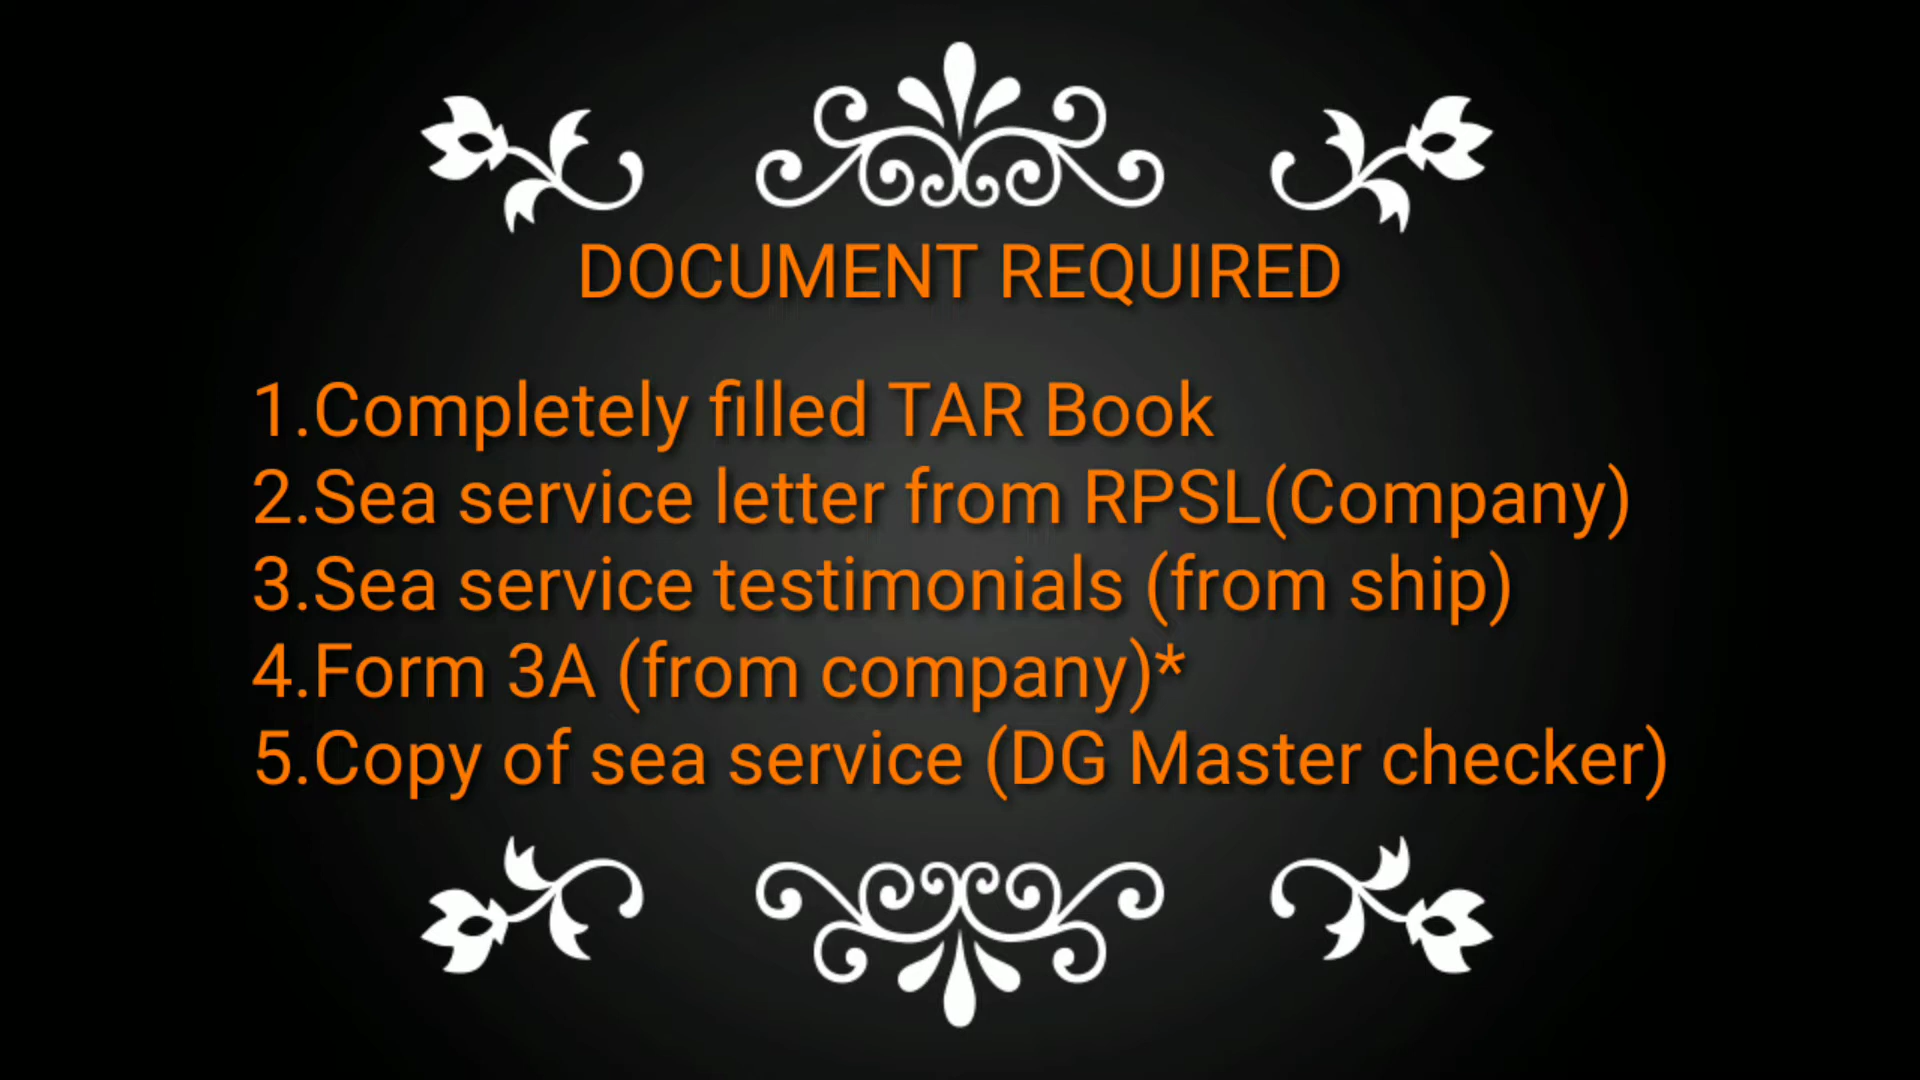 DOCUMENT REQUIRED
1.Completely filled TAR Book
2.Sea service letter from RPSL(Company)
3.Sea service testimonials (from ship)
4.Form 3A (from company)*
5.Copy of sea service (DG Master checker)